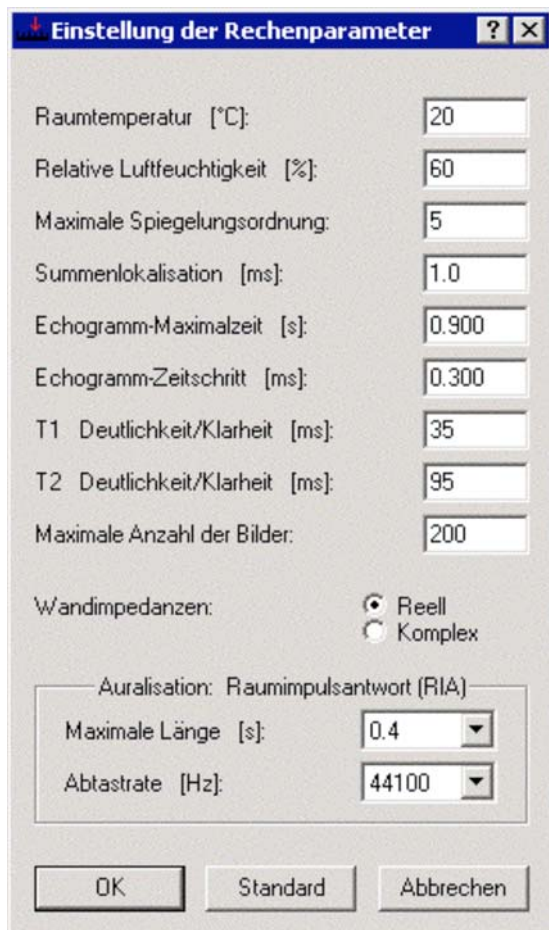 Einstellung der Rechenparameter
Raumtemperatur [°C]: 20
Relative Luftfeuchtigkeit [%]: 60
Maximale Spiegelungsordnung: 5
Summenlokalisation [ms]: 1.0
Echogramm-Maximalzeit [s]: 0.900
Echogramm-Zeitschritt [ms]: 0.300
T1 Deutlichkeit/Klarheit [ms]: 35
T2 Deutlichkeit/Klarheit [ms]: 95
Maximale Anzahl der Bilder: 200
Wandimpedanzen: Reell
Komplex
Auralisation: Raumimpulsantwort (RIA)
Maximale Länge [s]: 0.4
Abtastrate [Hz]: 44100
OK Standard Abbrechen